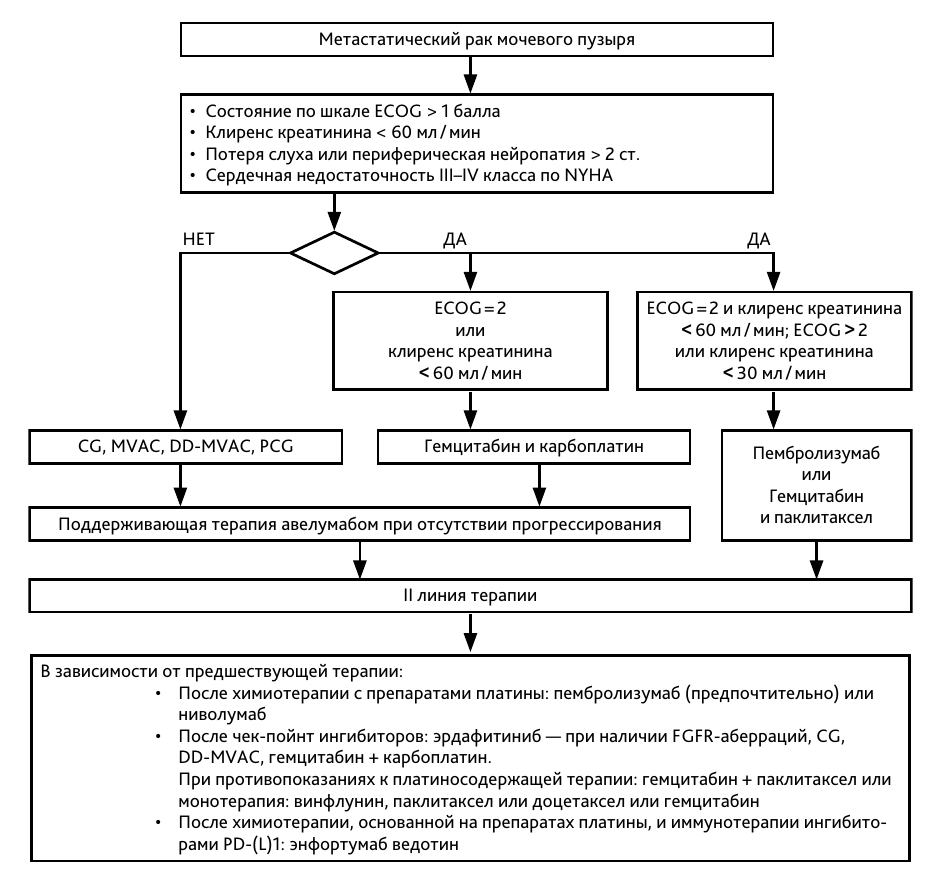 Метастатический рак мочевого пузыря
• Состояние по шкале ECOG > 1 балла
• Клиренс креатинина < 60 мл / мин
• Потеря слуха или периферическая нейропатия > 2 ст.
• Сердечная недостаточность III–IV класса по NYHA
НЕТ
ДА
ДА
ECOG = 2
или
клиренс креатинина
< 60 мл / мин
ECOG = 2 и клиренс креатинина
< 60 мл / мин; ECOG > 2
или клиренс креатинина
< 30 мл / мин
CG, MVAC, DD-MVAC, PCG
Гемцитабин и карбоплатин
Пембролизумаб
или
Гемцитабин
и паклитаксел
Поддерживающая терапия авелумабом при отсутствии прогрессирования
II линия терапии
В зависимости от предшествующей терапии:
• После химиотерапии с препаратами платины: пембролизумаб (предпочтительно) или
ниволумаб
• После чек-пойнт ингибиторов: эрдафитиниб — при наличии FGFR-аберраций, CG,
DD-MVAC, гемцитабин + карбоплатин.
При противопоказаниях к платиносодержащей терапии: гемцитабин + паклитаксел или
монотерапия: винфлунин, паклитаксел или доцетаксел или гемцитабин
• После химиотерапии, основанной на препаратах платины, и иммунотерапии ингибито-
рами PD-(L)1: энфортумаб ведотин